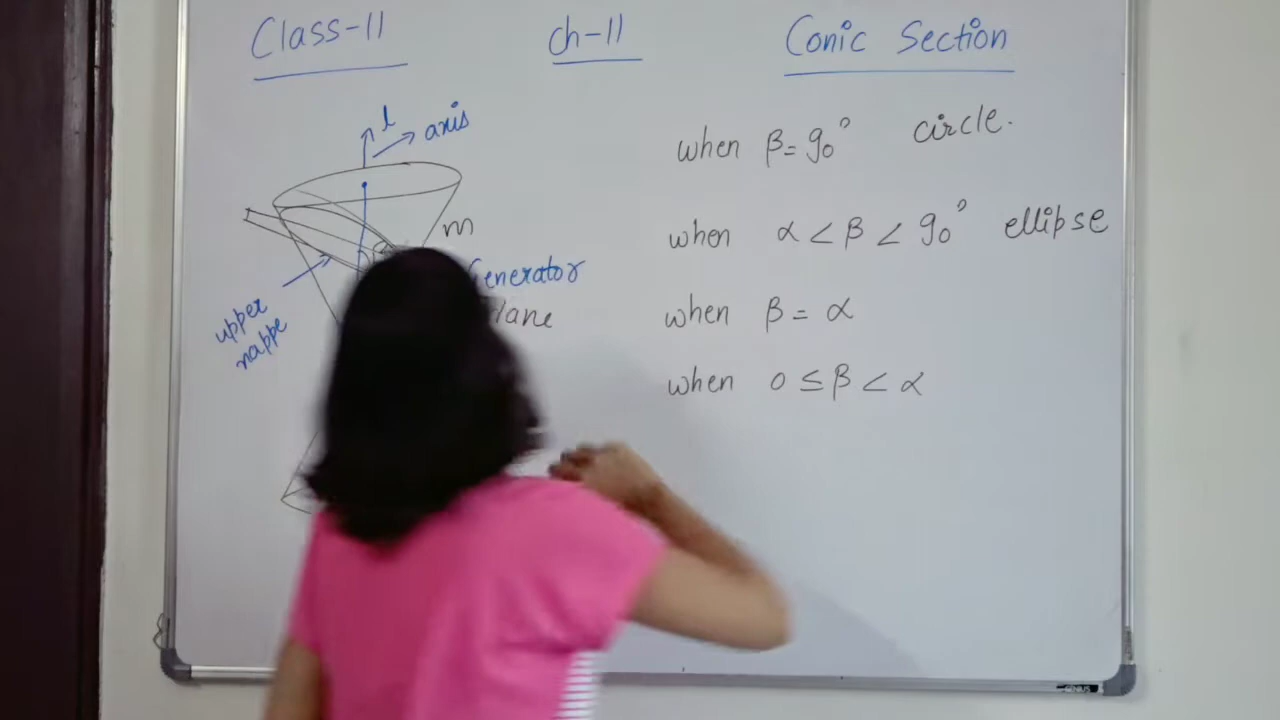 Class-11 ch-11 Conic Section
l
axis
m
Generator
plane
upper
nappe
when β = 90° circle.
when α < β < 90° ellipse
when β = α
when 0 ≤ β < α